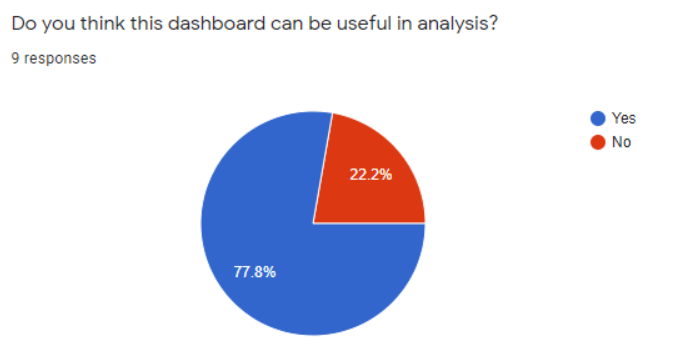 Do you think this dashboard can be useful in analysis?
9 responses
Yes
No
22.2%
77.8%